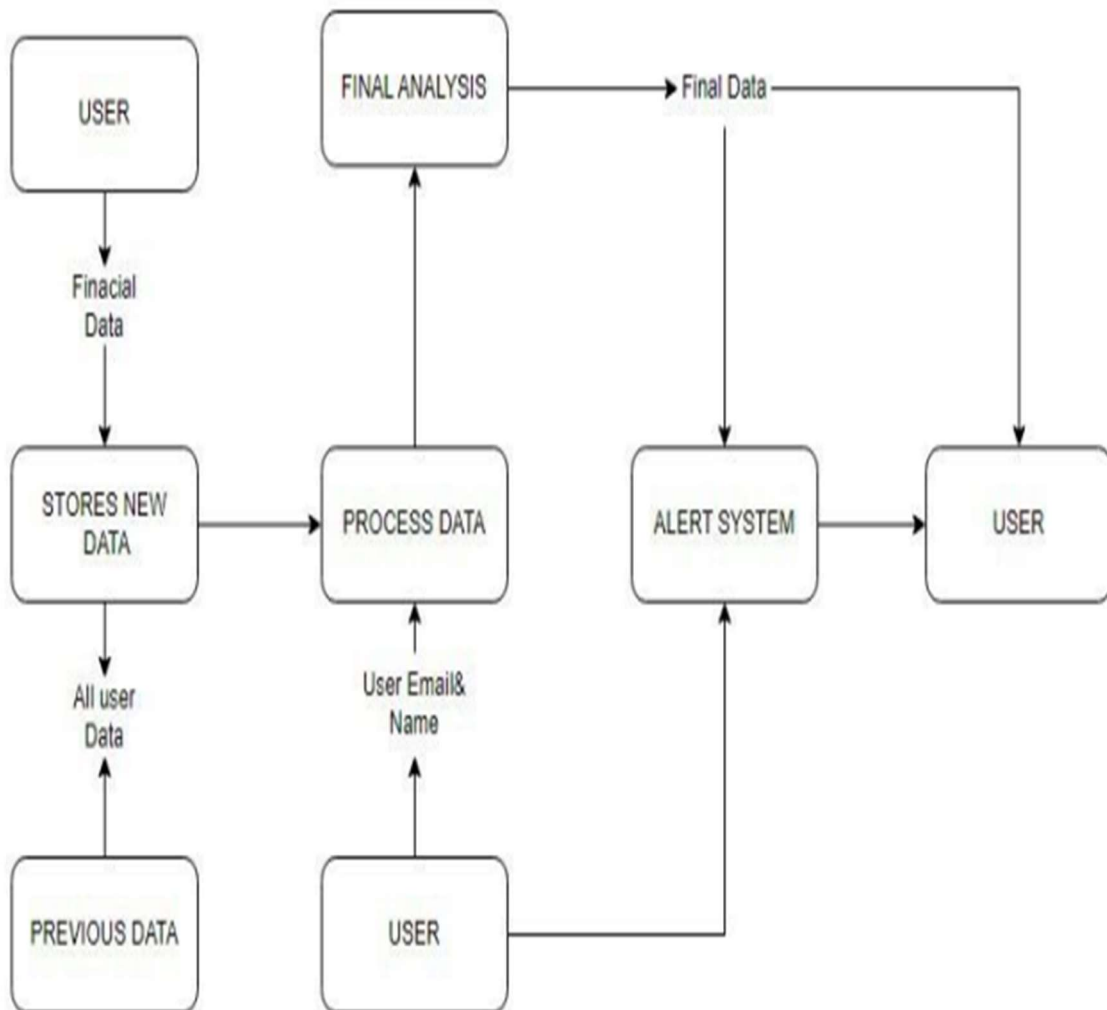 USER
FINAL ANALYSIS
Final Data
Finacial
Data
STORES NEW
DATA
PROCESS DATA
ALERT SYSTEM
USER
All user
Data
User Email&
Name
PREVIOUS DATA
USER